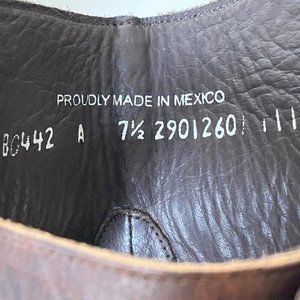 PROUDLY MADE IN MEXICO
BC442 A 7½ 2901260